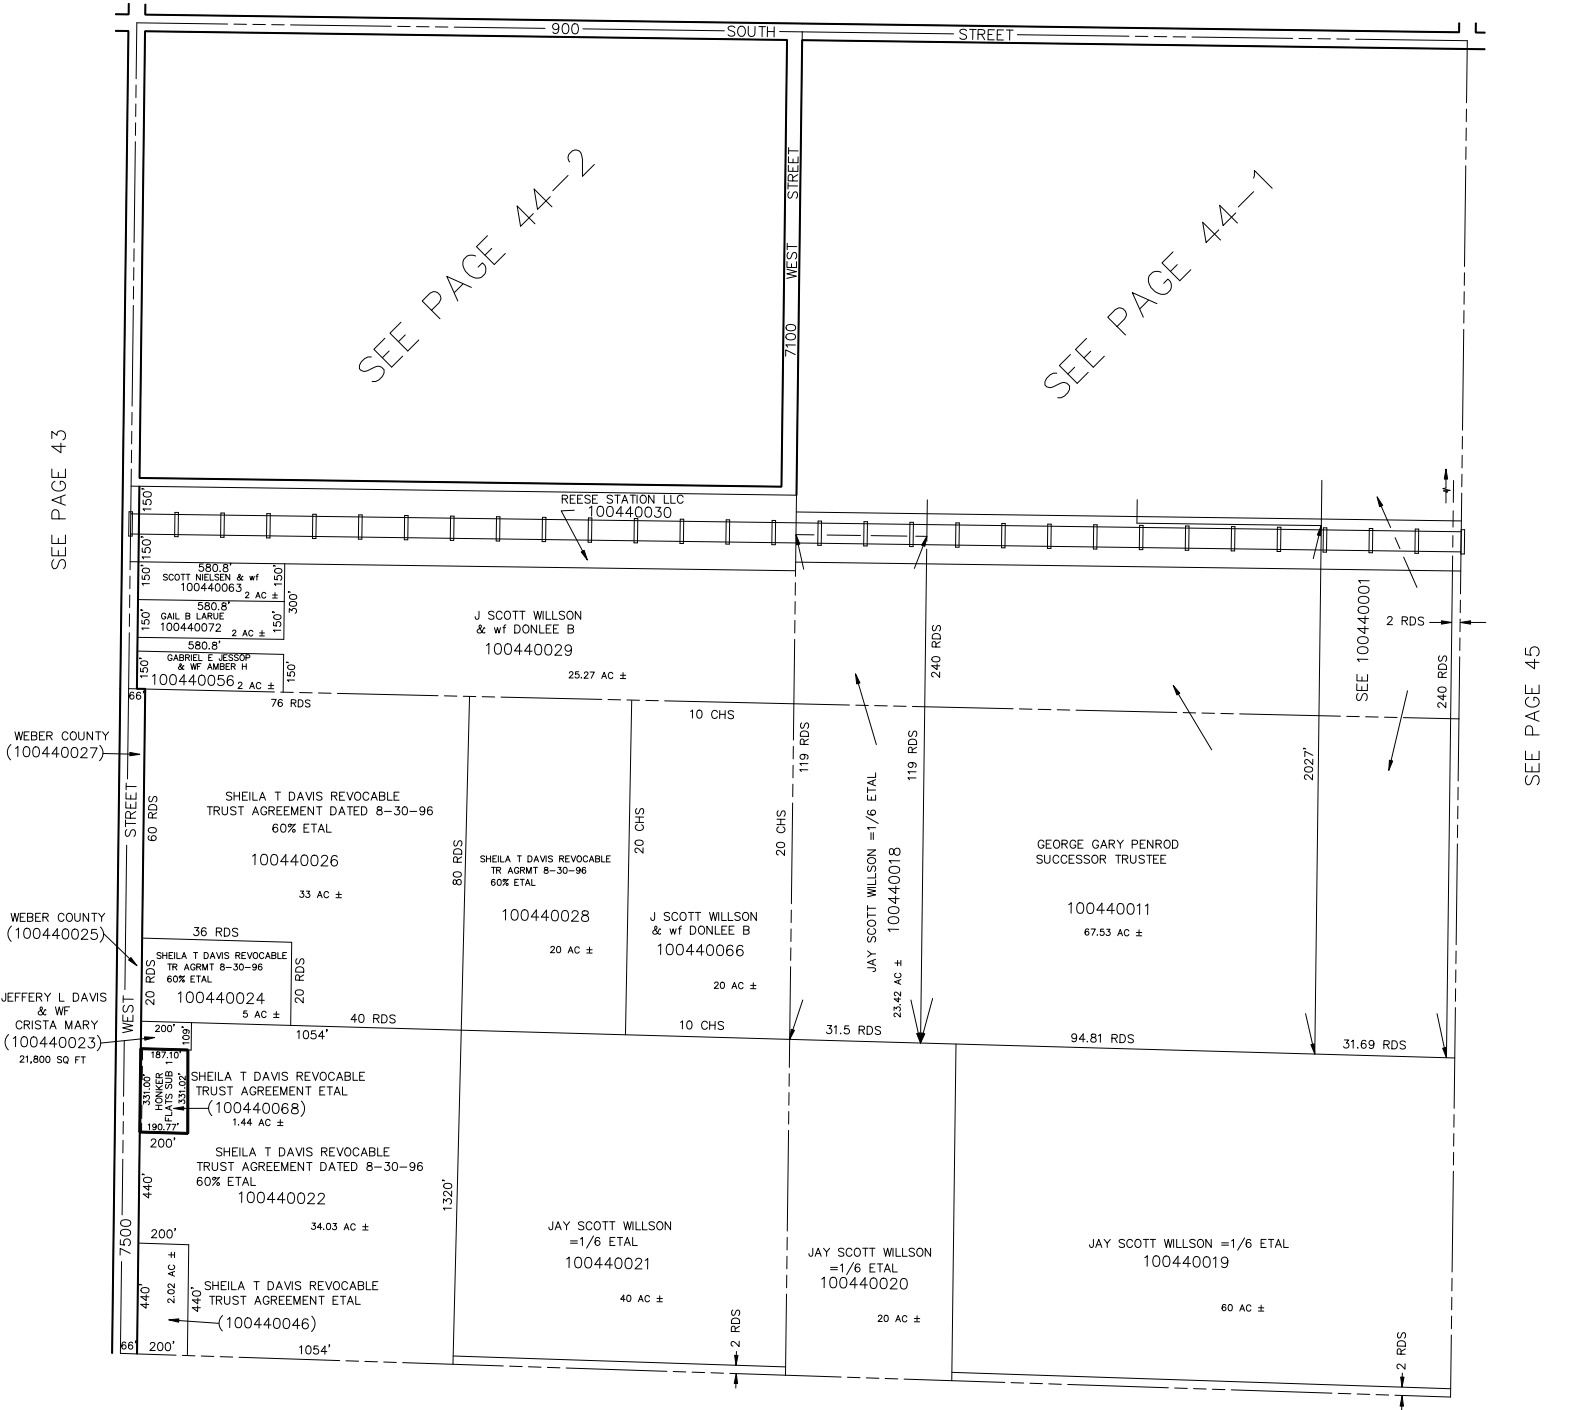 900 SOUTH STREET
SEE PAGE 44-2
7100 WEST STREET
SEE PAGE 44-1
SEE PAGE 43
SEE PAGE 45
150'
REESE STATION LLC
100440030
150'
580.8'
150'
SCOTT NIELSEN & wf
100440063
2 AC ±
150'
300'
580.8'
150'
GAIL B LARUE
100440072
2 AC ±
150'
580.8'
150'
GABRIEL E JESSOP
& WF AMBER H
100440056
2 AC ±
150'
J SCOTT WILLSON
& wf DONLEE B
100440029
25.27 AC ±
240 RDS
SEE 100440001
2 RDS
240 RDS
66'
76 RDS
10 CHS
WEBER COUNTY
(100440027)
60 RDS
SHEILA T DAVIS REVOCABLE
TRUST AGREEMENT DATED 8-30-96
60% ETAL
100440026
33 AC ±
80 RDS
SHEILA T DAVIS REVOCABLE
TR AGRMT 8-30-96
60% ETAL
100440028
20 AC ±
20 CHS
J SCOTT WILLSON
& wf DONLEE B
100440066
20 AC ±
20 CHS
119 RDS
JAY SCOTT WILLSON =1/6 ETAL
100440018
23.42 AC ±
119 RDS
GEORGE GARY PENROD
SUCCESSOR TRUSTEE
100440011
67.53 AC ±
2027'
WEBER COUNTY
(100440025)
36 RDS
20 RDS
SHEILA T DAVIS REVOCABLE
TR AGRMT 8-30-96
60% ETAL
100440024
5 AC ±
20 RDS
40 RDS
10 CHS
31.5 RDS
94.81 RDS
31.69 RDS
JEFFERY L DAVIS
& WF
CRISTA MARY
(100440023)
21,800 SQ FT
200'
109'
1054'
187.10'
331.00'
HONKER
FLATS SUB 1
331.02'
190.77'
SHEILA T DAVIS REVOCABLE
TRUST AGREEMENT ETAL
(100440068)
1.44 AC ±
200'
SHEILA T DAVIS REVOCABLE
TRUST AGREEMENT DATED 8-30-96
60% ETAL
100440022
34.03 AC ±
440'
1320'
7500 WEST STREET
200'
2.02 AC ±
440'
440'
SHEILA T DAVIS REVOCABLE
TRUST AGREEMENT ETAL
(100440046)
66'
200'
1054'
JAY SCOTT WILLSON
=1/6 ETAL
100440021
40 AC ±
2 RDS
JAY SCOTT WILLSON
=1/6 ETAL
100440020
20 AC ±
JAY SCOTT WILLSON =1/6 ETAL
100440019
60 AC ±
2 RDS